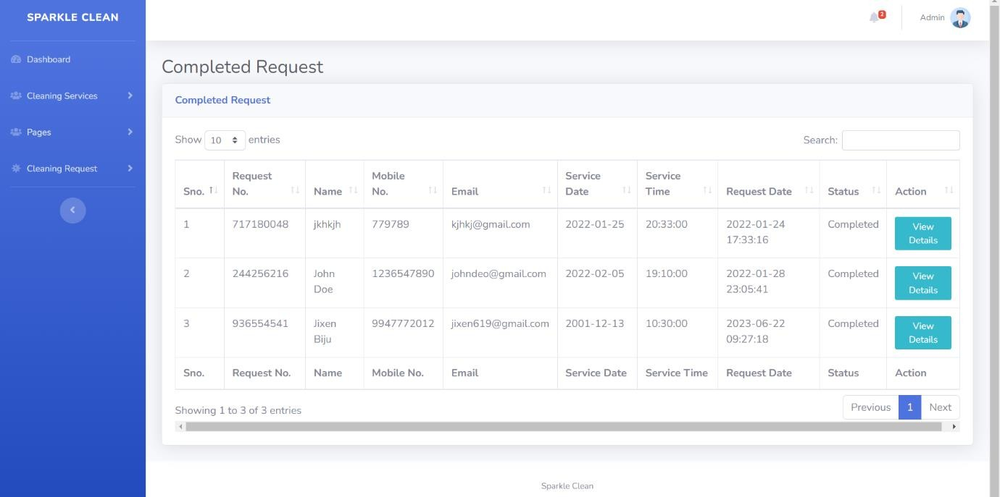 SPARKLE CLEAN
2
Admin
Dashboard
Cleaning Services
Pages
Cleaning Request
Completed Request
Completed Request
Show 10 entries
Search:
Sno. Request No. Name Mobile No. Email Service Date Service Time Request Date Status Action
1 717180048 jkhkjh 779789 kjhkj@gmail.com 2022-01-25 20:33:00 2022-01-24 17:33:16 Completed View Details
2 244256216 John Doe 1236547890 johndeo@gmail.com 2022-02-05 19:10:00 2022-01-28 23:05:41 Completed View Details
3 936554541 Jixen Biju 9947772012 jixen619@gmail.com 2001-12-13 10:30:00 2023-06-22 09:27:18 Completed View Details
Sno. Request No. Name Mobile No. Email Service Date Service Time Request Date Status Action
Showing 1 to 3 of 3 entries
Previous 1 Next
Sparkle Clean